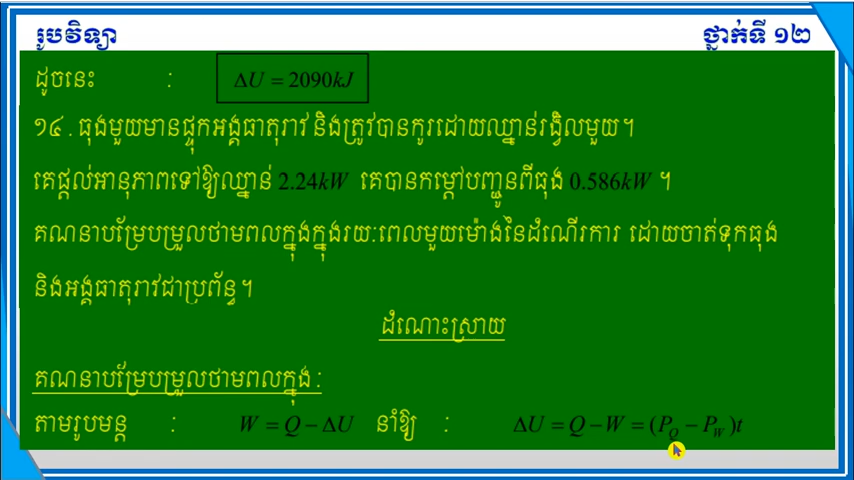 រូបវិទ្យា ថ្នាក់ទី ១២
ដូចនេះ : ΔU = 2090kJ
១៤ . ធុងមួយមានផ្ទុកអង្គធាតុរាវ និងត្រូវបានកូរដោយឈ្នាន់រង្វិលមួយ។
គេផ្តល់អានុភាពទៅឱ្យឈ្នាន់ 2.24kW គេបានកម្តៅបញ្ចូនពីធុង 0.586kW ។
គណនាបម្រែបម្រួលថាមពលក្នុងក្នុងរយៈពេលមួយម៉ោងនៃដំណើរការ ដោយចាត់ទុកធុង
និងអង្គធាតុរាវជាប្រព័ន្ធ។
ដំណោះស្រាយ
គណនាបម្រែបម្រួលថាមពលក្នុង :
តាមរូបមន្ត : W = Q − ΔU នាំឱ្យ : ΔU = Q − W = (P_Q − P_W)t